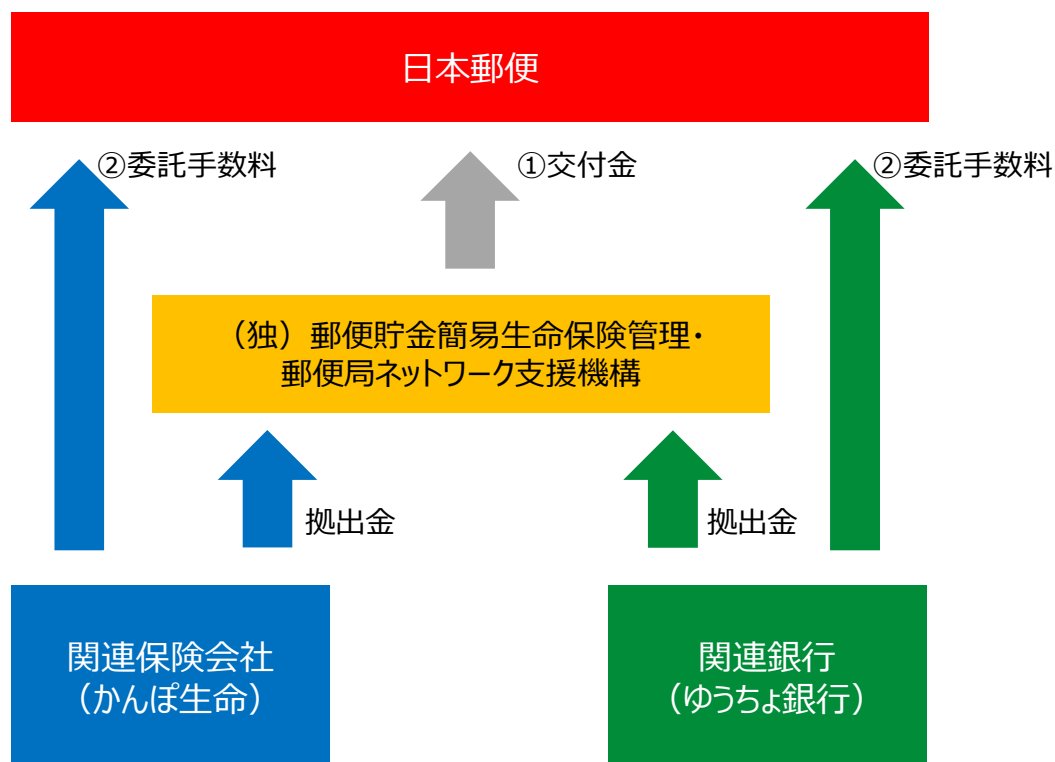 日本郵便
②委託手数料
①交付金
②委託手数料
（独）郵便貯金簡易生命保険管理・
郵便局ネットワーク支援機構
拠出金
拠出金
関連保険会社
（かんぽ生命）
関連銀行
（ゆうちょ銀行）